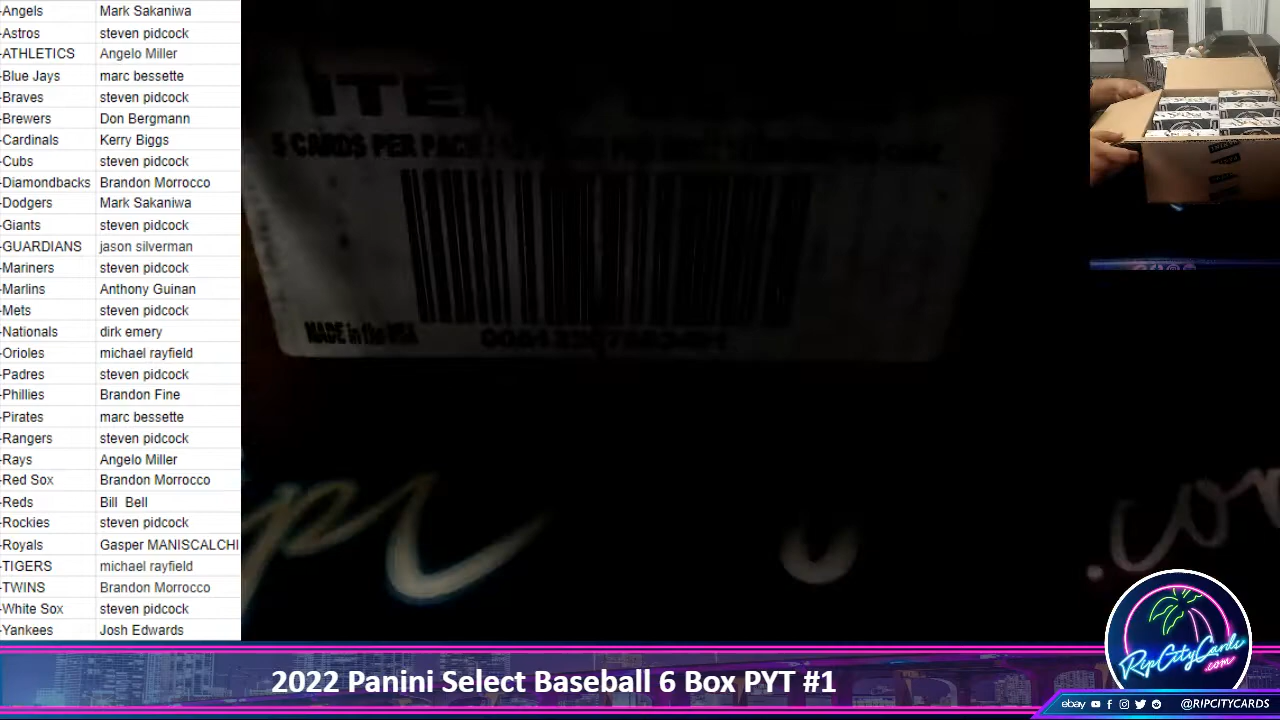 -Angels Mark Sakaniwa
-Astros steven pidcock
-ATHLETICS Angelo Miller
-Blue Jays marc bessette
-Braves steven pidcock
-Brewers Don Bergmann
-Cardinals Kerry Biggs
-Cubs steven pidcock
-Diamondbacks Brandon Morrocco
-Dodgers Mark Sakaniwa
-Giants steven pidcock
-GUARDIANS jason silverman
-Mariners steven pidcock
-Marlins Anthony Guinan
-Mets steven pidcock
-Nationals dirk emery
-Orioles michael rayfield
-Padres steven pidcock
-Phillies Brandon Fine
-Pirates marc bessette
-Rangers steven pidcock
-Rays Angelo Miller
-Red Sox Brandon Morrocco
-Reds Bill Bell
-Rockies steven pidcock
-Royals Gasper MANISCALCHI
-TIGERS michael rayfield
-TWINS Brandon Morrocco
-White Sox steven pidcock
-Yankees Josh Edwards
ITE
5 CARDS PER
MADE in the USA
.com
RipCityCards
.com
2022 Panini Select Baseball 6 Box PYT #1
ebay @RIPCITYCARDS